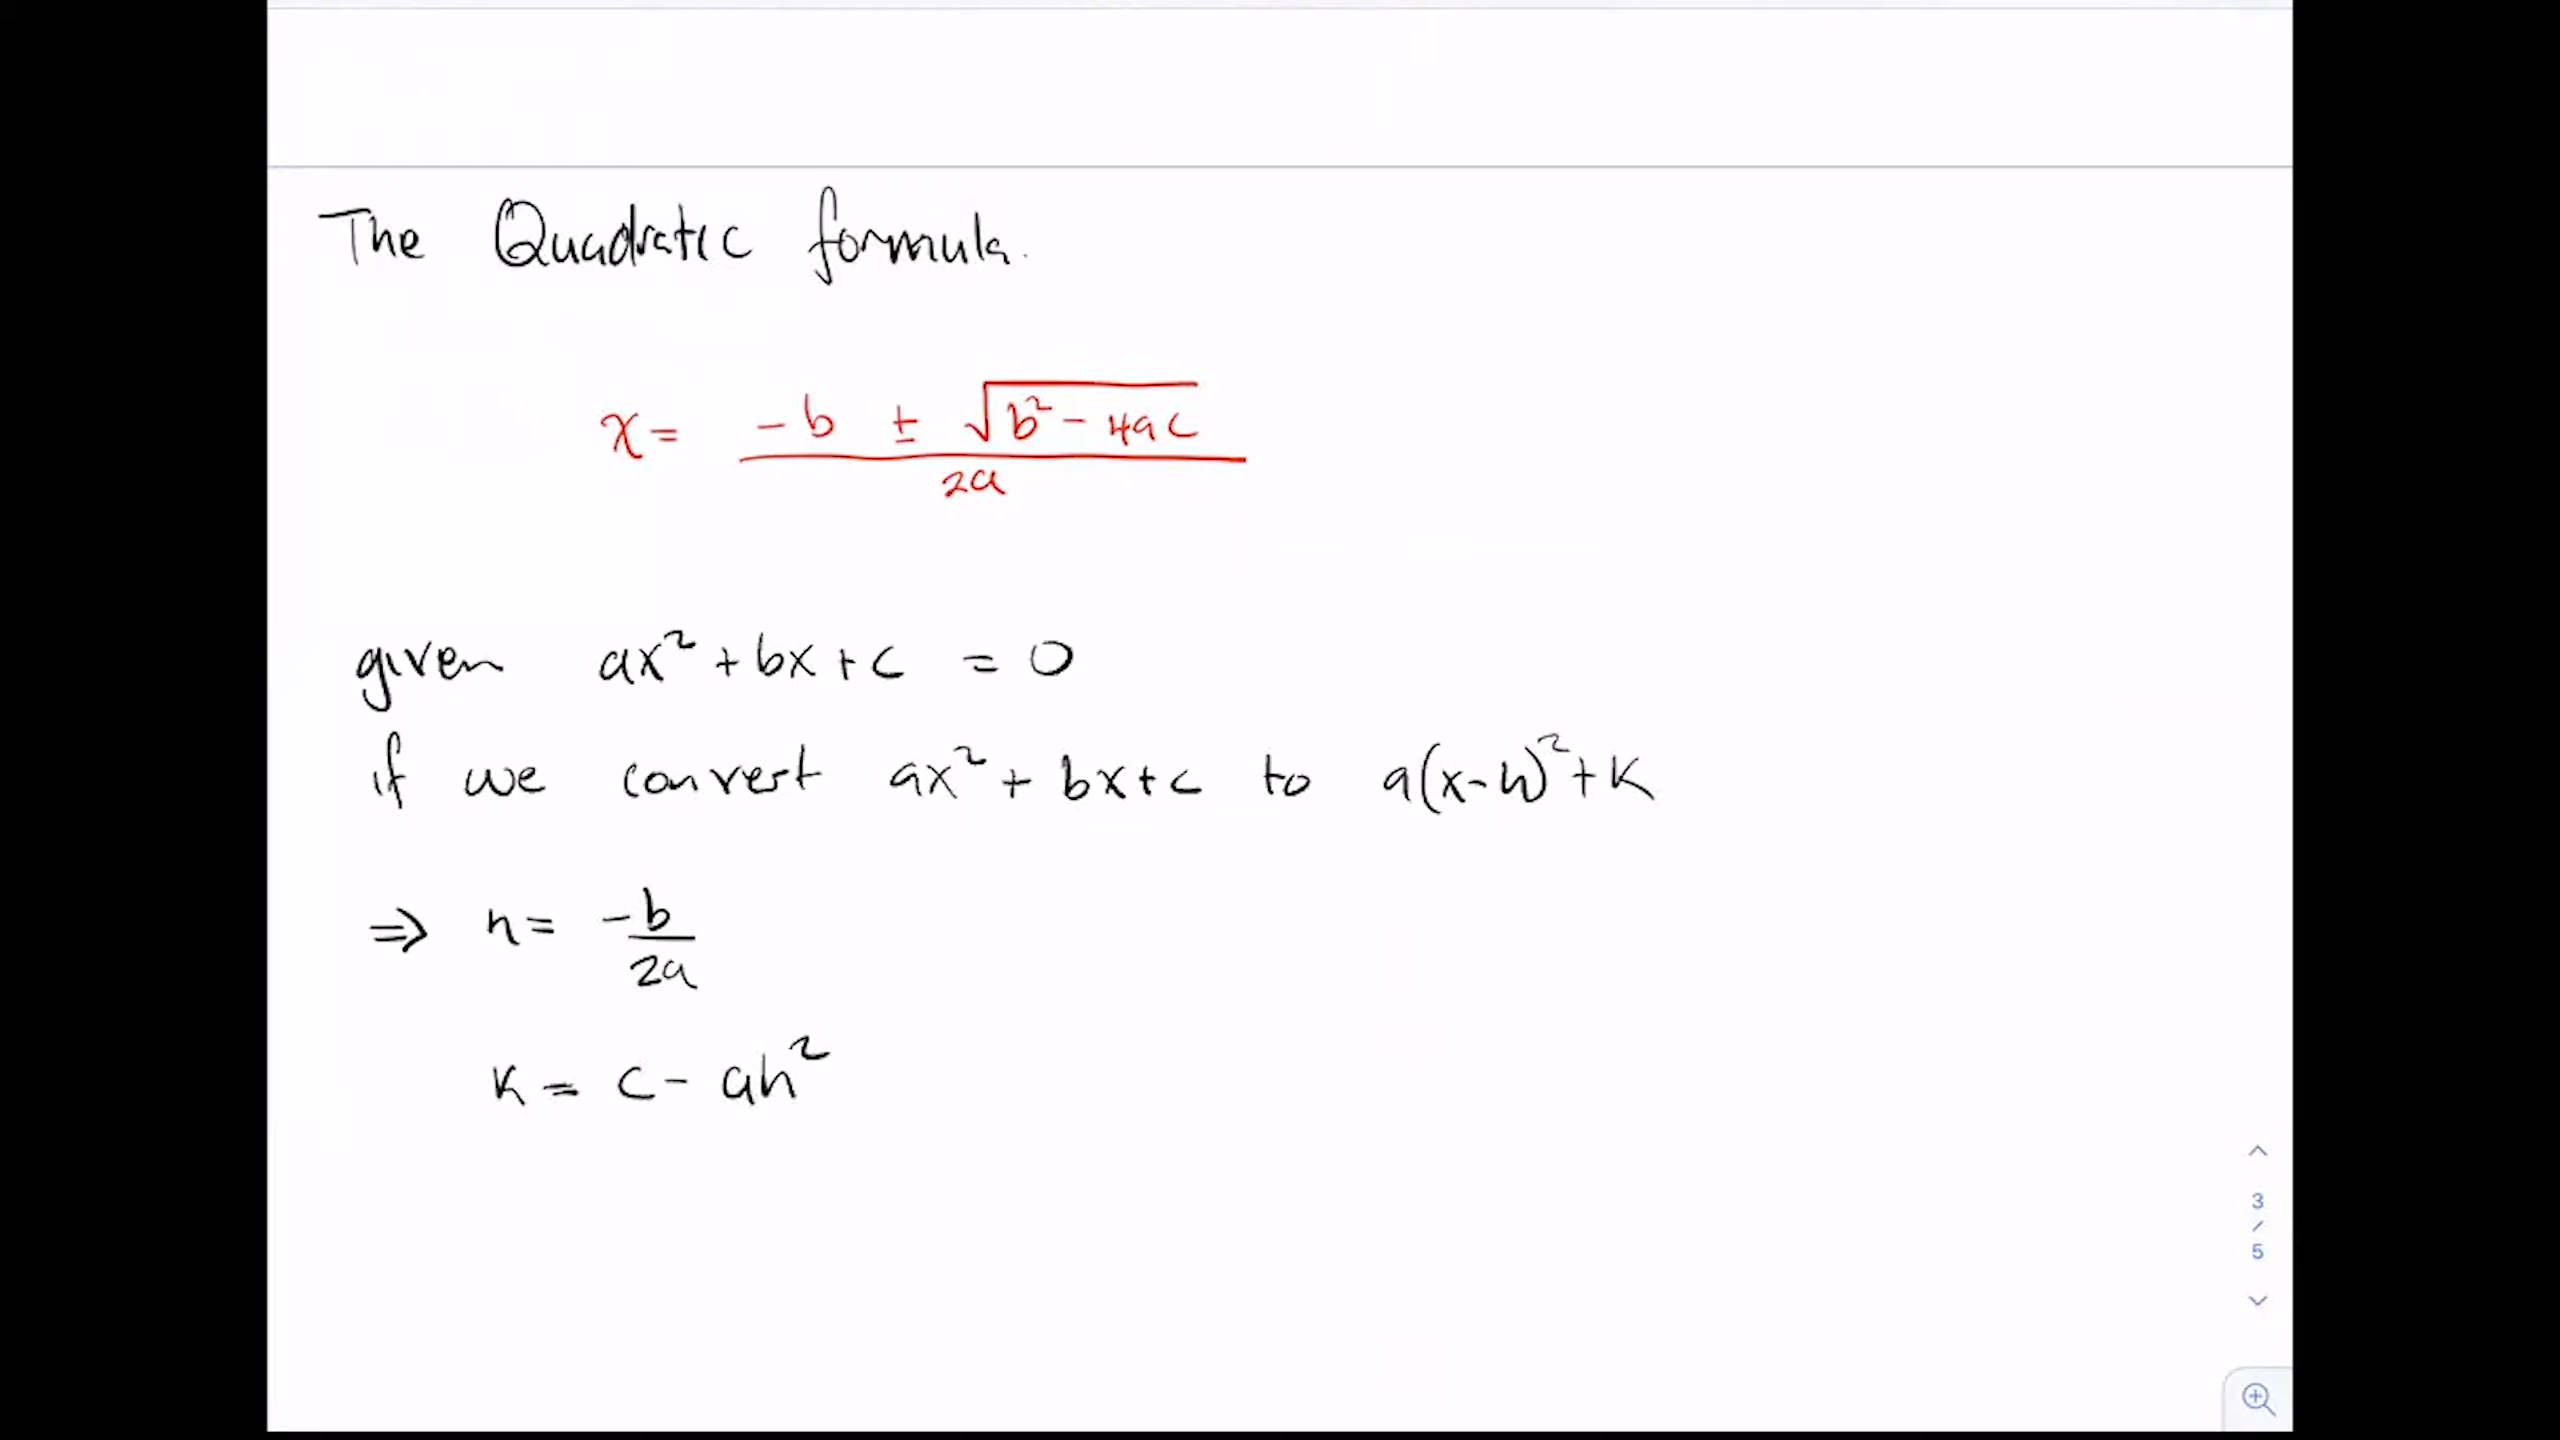 The Quadratic formula.
x = -b ± √(b² - 4ac) / 2a
given ax² + bx + c = 0
if we convert ax² + bx + c to a(x-h)² + k
⇒ h = -b/2a
k = c - ah²
3
/
5